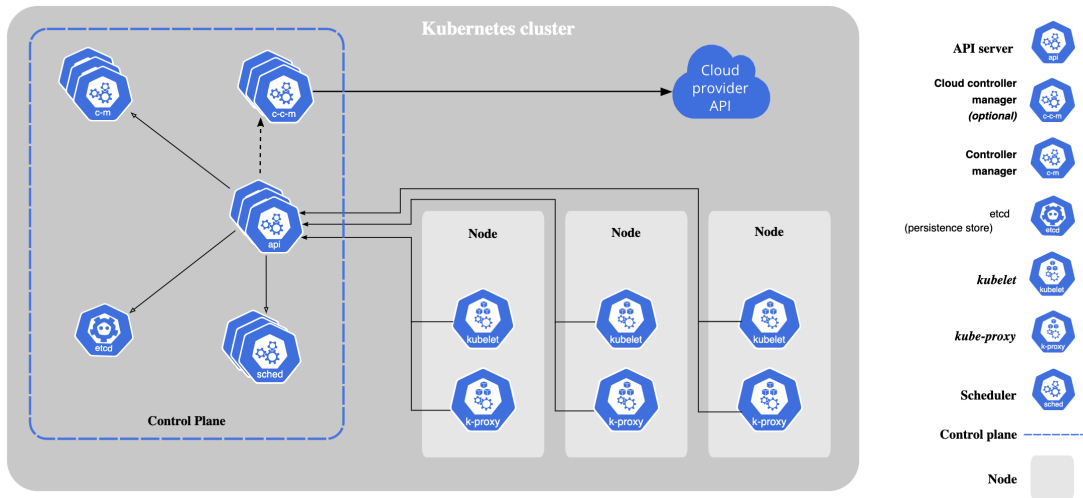 Kubernetes cluster
c-m
c-c-m
Cloud
provider
API
api
etcd
sched
Control Plane
Node
kubelet
k-proxy
Node
kubelet
k-proxy
Node
kubelet
k-proxy
API server
api
Cloud controller
manager
(optional)
c-c-m
Controller
manager
c-m
etcd
(persistence store)
etcd
kubelet
kubelet
kube-proxy
k-proxy
Scheduler
sched
Control plane
Node